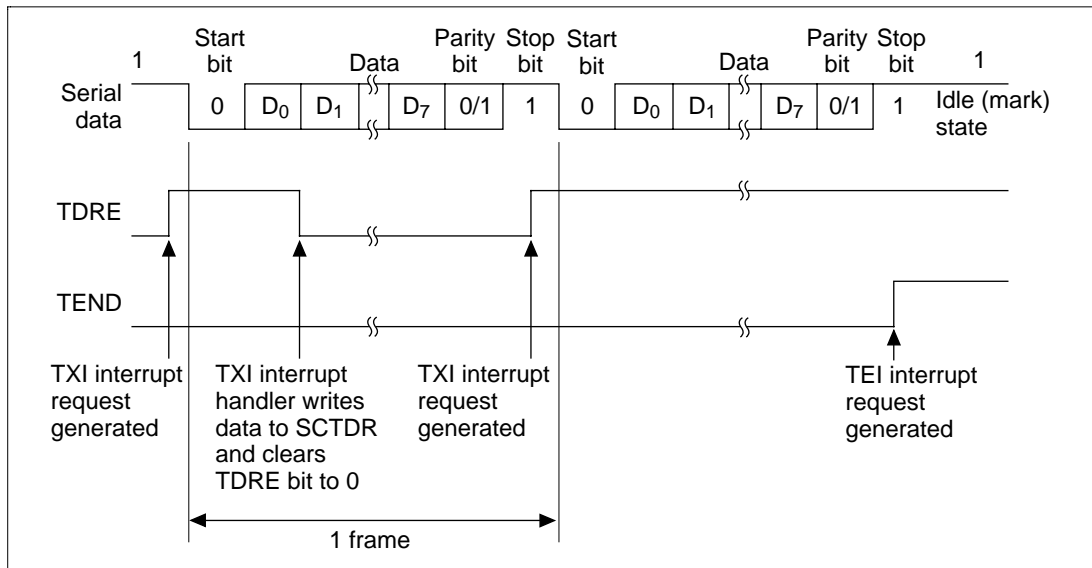 Start bit Parity bit Stop bit Start bit Parity bit Stop bit
1 Data Data 1
Serial data 0 D0 D1 D7 0/1 1 0 D0 D1 D7 0/1 1 Idle (mark) state
TDRE
TEND
TXI interrupt
request
generated
TXI interrupt
handler writes
data to SCTDR
and clears
TDRE bit to 0
TXI interrupt
request
generated
TEI interrupt
request
generated
1 frame